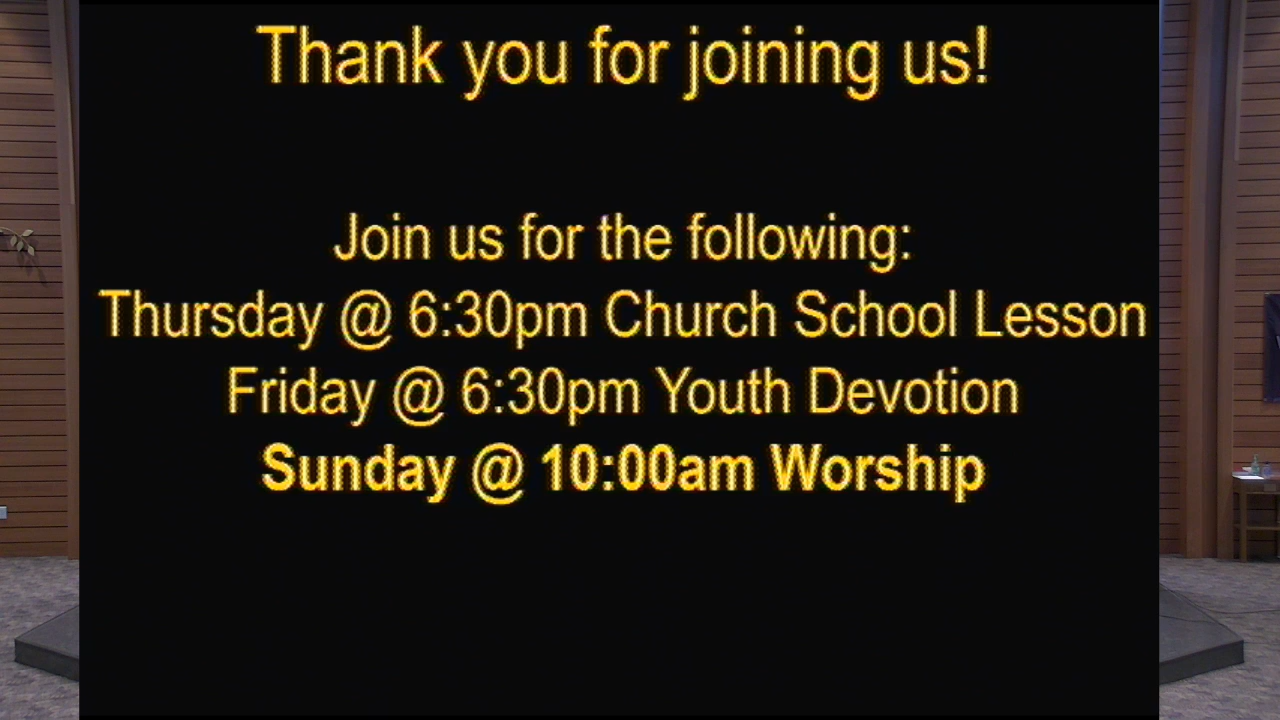 Thank you for joining us!
Join us for the following:
Thursday @ 6:30pm Church School Lesson
Friday @ 6:30pm Youth Devotion
Sunday @ 10:00am Worship